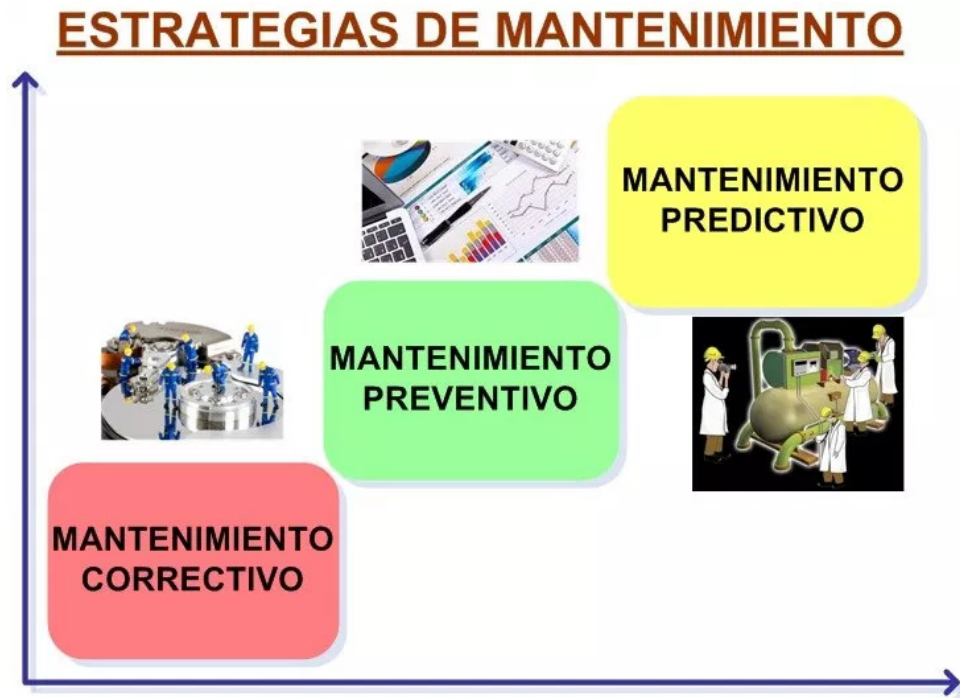 ESTRATEGIAS DE MANTENIMIENTO
MANTENIMIENTO
PREDICTIVO
MANTENIMIENTO
PREVENTIVO
MANTENIMIENTO
CORRECTIVO